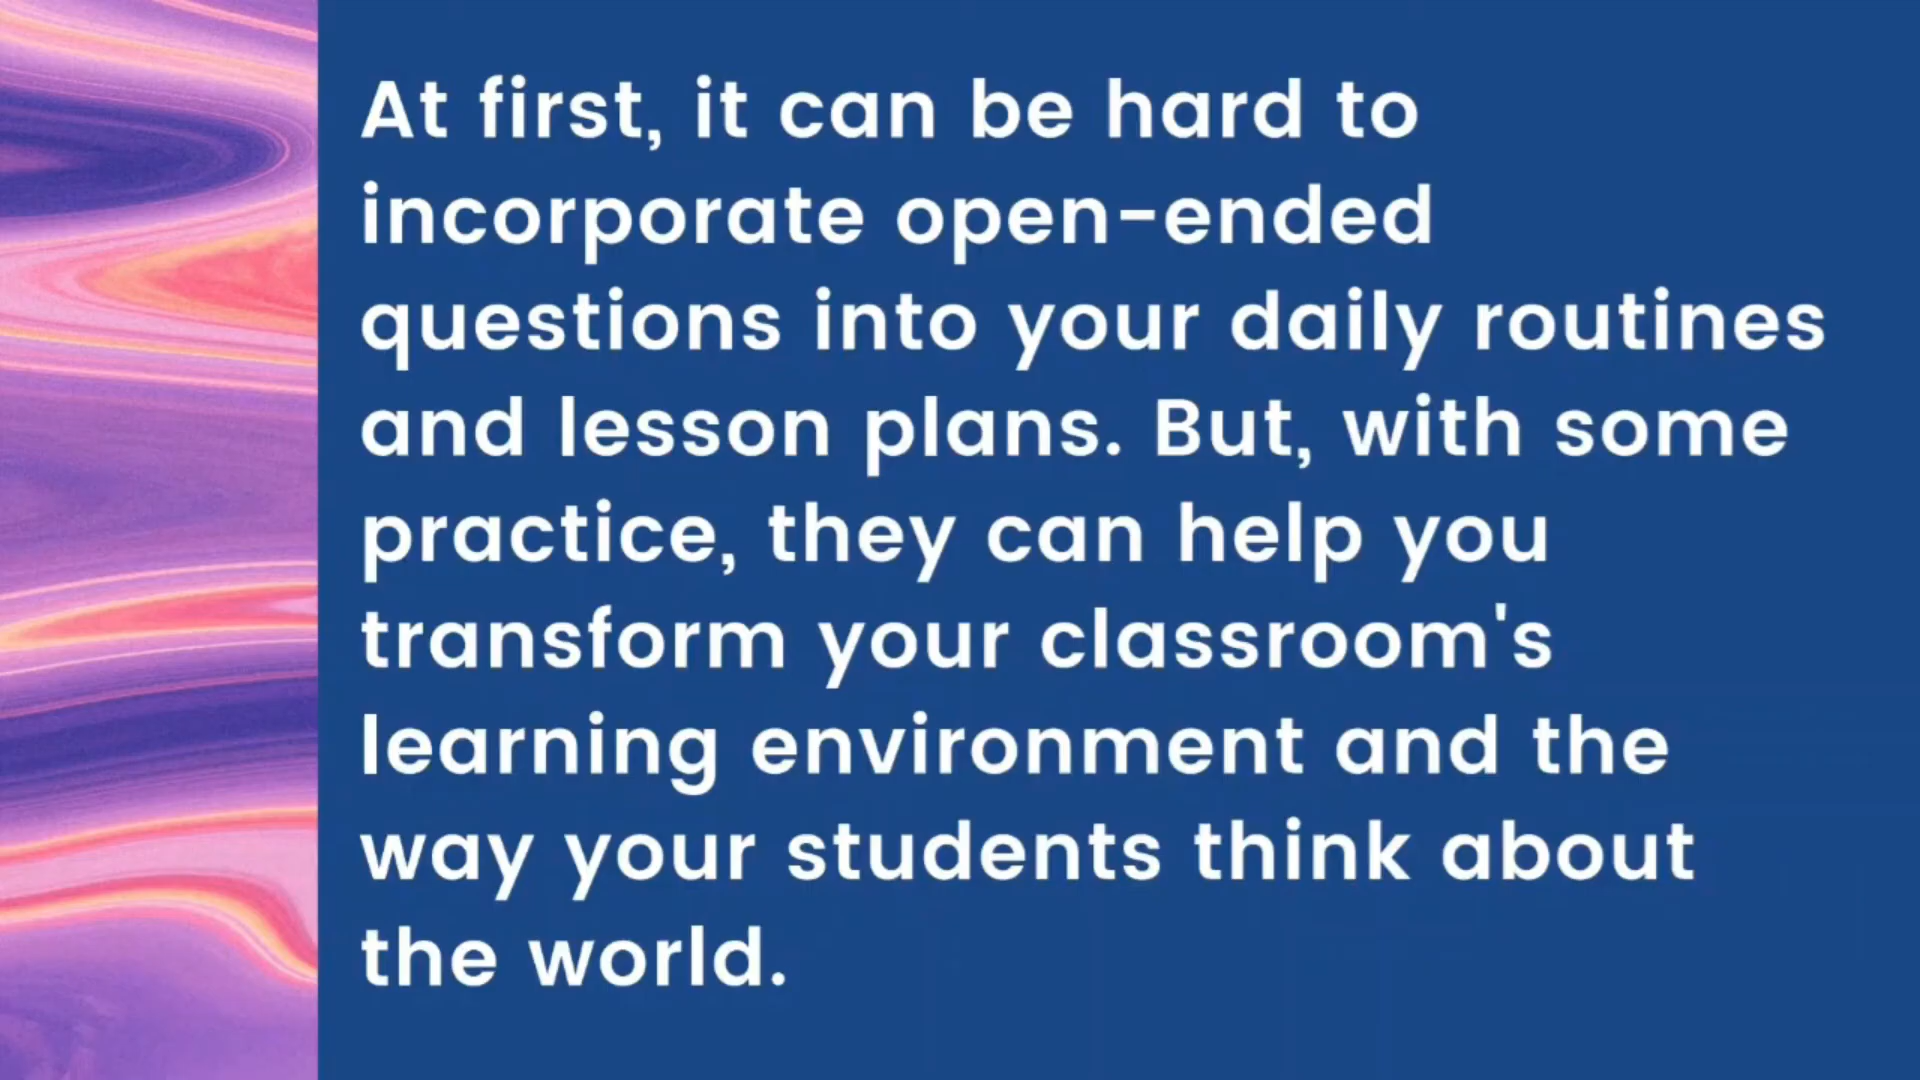 At first, it can be hard to
incorporate open-ended
questions into your daily routines
and lesson plans. But, with some
practice, they can help you
transform your classroom's
learning environment and the
way your students think about
the world.